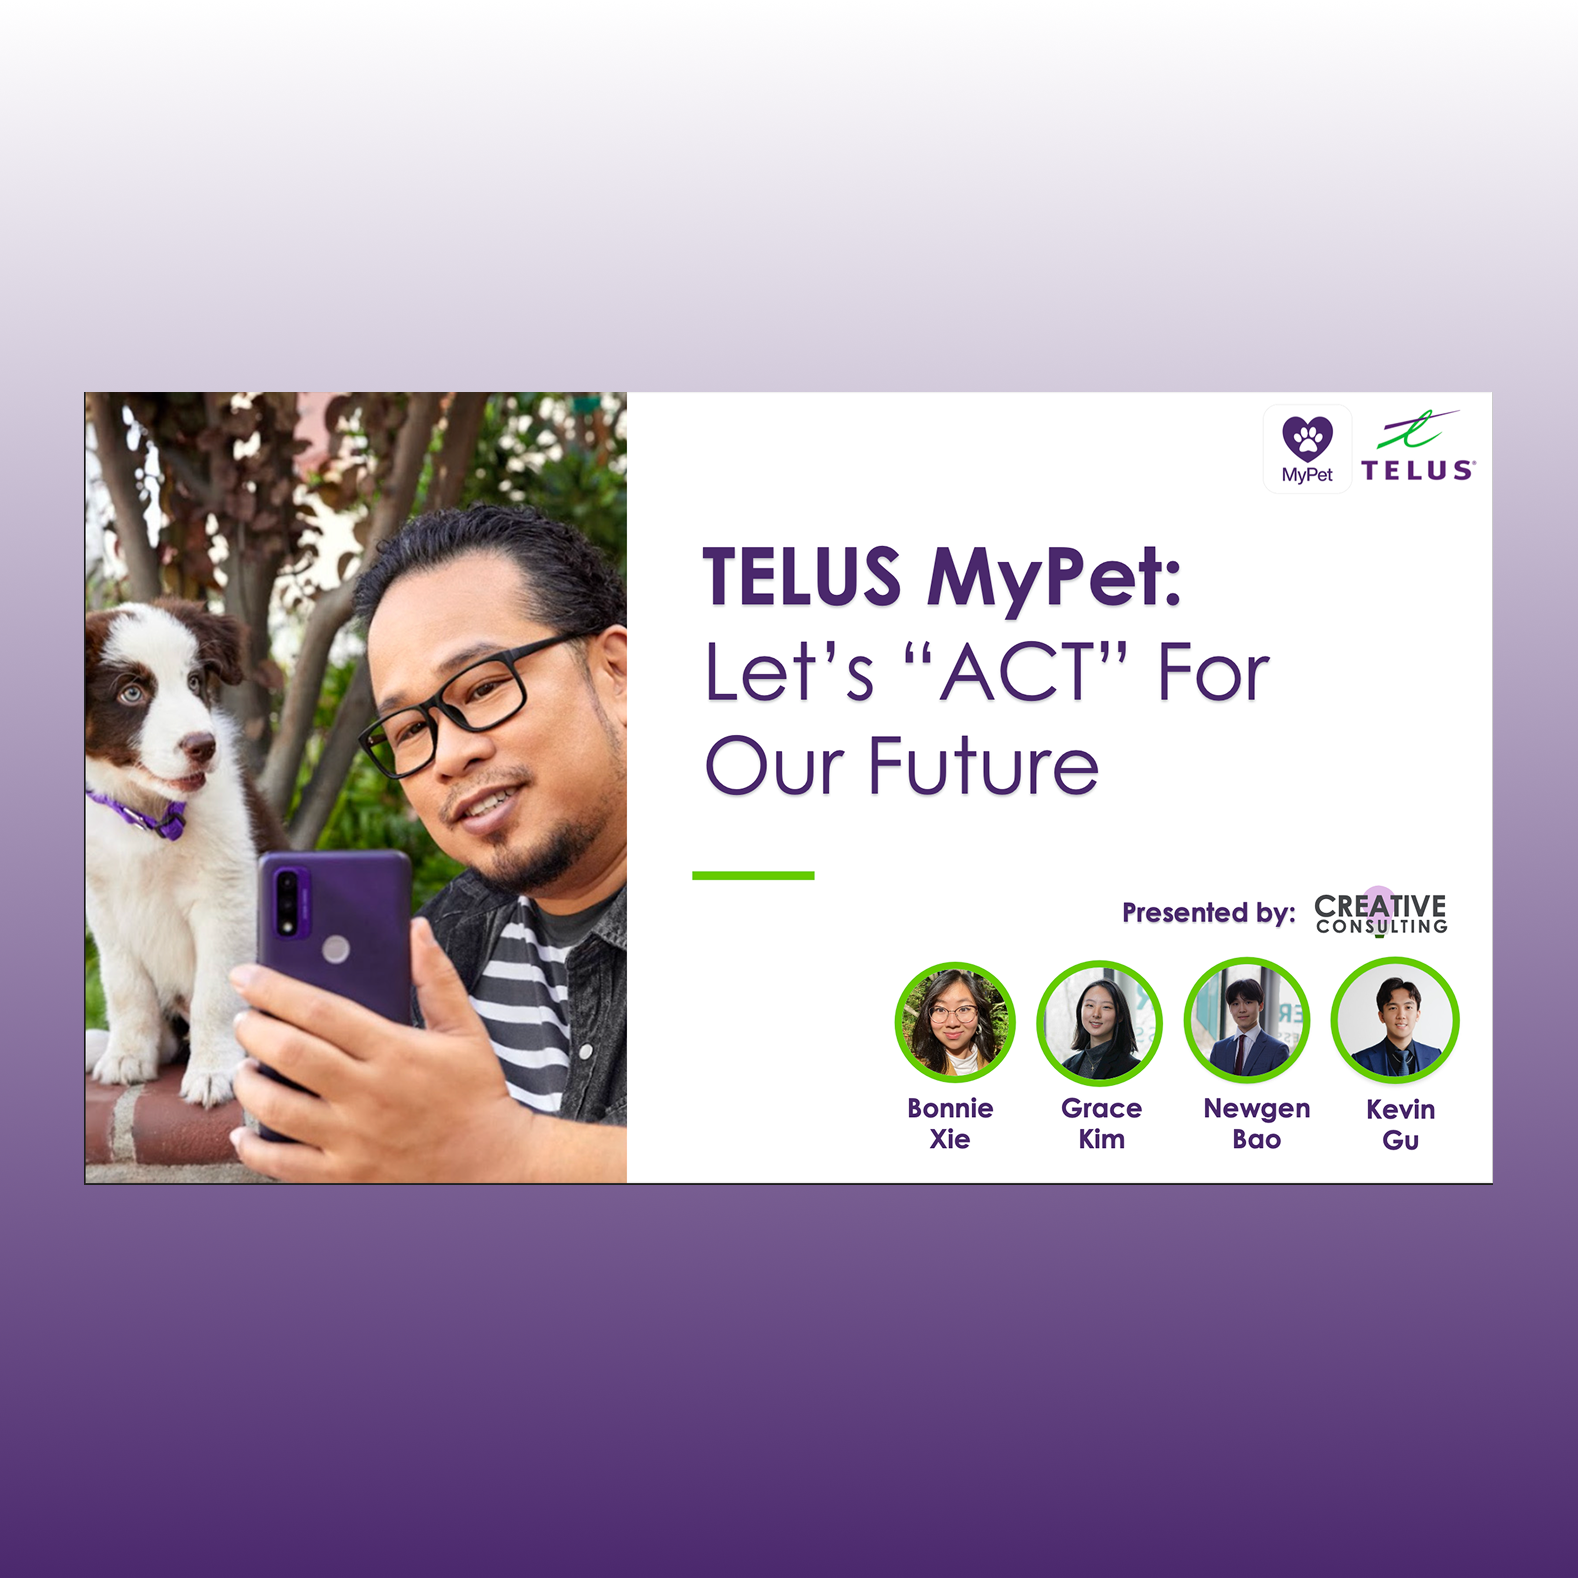 MyPet
TELUS®
TELUS MyPet:
Let’s “ACT” For
Our Future
Presented by:
CREATIVE
CONSULTING
Bonnie
Xie
Grace
Kim
Newgen
Bao
Kevin
Gu